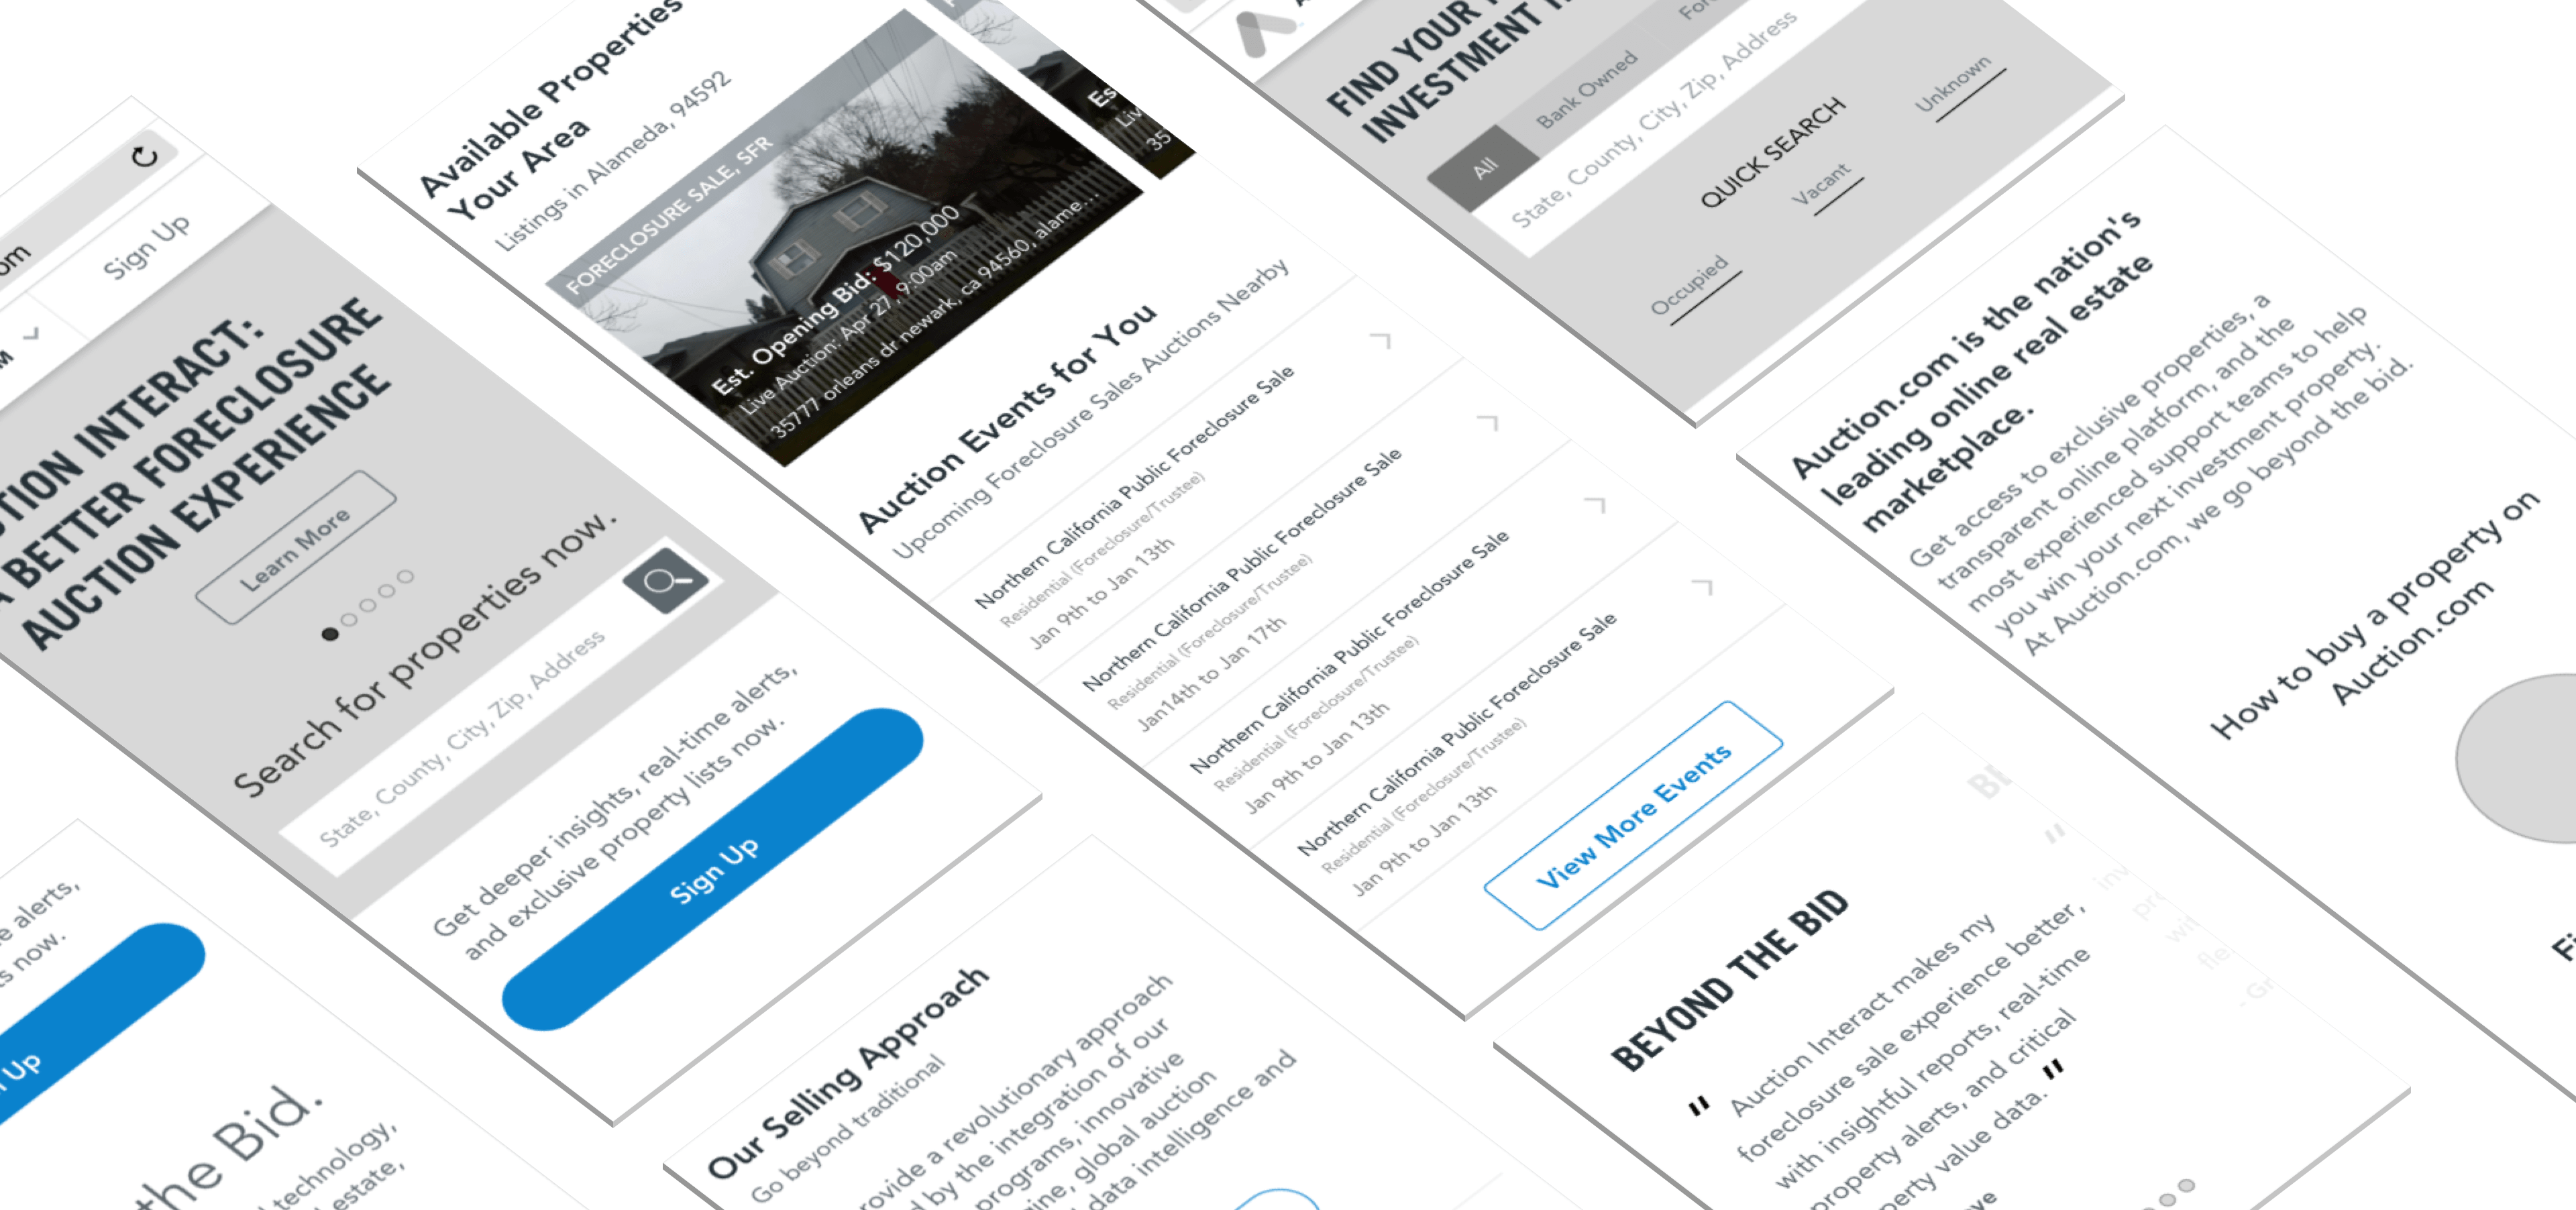 Sign Up
INTERACT:
BETTER FORECLOSURE
AUCTION EXPERIENCE
Learn More
Search for properties now.
State, County, City, Zip, Address
Get deeper insights, real-time alerts,
and exclusive property lists now.
Sign Up
alerts,
now.
Up
the Bid.
technology,
estate,
Available Properties
Your Area
Listings in Alameda, 94592
FORECLOSURE SALE, SFR
Est. Opening Bid: $120,000
Live Auction: Apr 27, 9:00am
35777 orleans dr newark, ca 94560, alame...
Es
Liv
35
Auction Events for You
Upcoming Foreclosure Sales Auctions Nearby
Northern California Public Foreclosure Sale
Residential (Foreclosure/Trustee)
Jan 9th to Jan 13th
Northern California Public Foreclosure Sale
Residential (Foreclosure/Trustee)
Jan14th to Jan 17th
Northern California Public Foreclosure Sale
Residential (Foreclosure/Trustee)
Jan 9th to Jan 13th
Northern California Public Foreclosure Sale
Residential (Foreclosure/Trustee)
Jan 9th to Jan 13th
View More Events
Our Selling Approach
Go beyond traditional
a revolutionary approach
by the integration of our
programs, innovative
global auction
data intelligence and
FIND YOUR
INVESTMENT
All
Bank Owned
State, County, City, Zip, Address
QUICK SEARCH
Unknown
Vacant
Occupied
Auction.com is the nation's
leading online real estate
marketplace.
Get access to exclusive properties, a
transparent online platform, and the
most experienced support teams to help
you win your next investment property.
At Auction.com, we go beyond the bid.
How to buy a property on
Auction.com
Fi
BEYOND THE BID
" Auction Interact makes my
foreclosure sale experience better,
with insightful reports, real-time
property alerts, and critical
value data. "
BE
"
inv
wit
- Gr